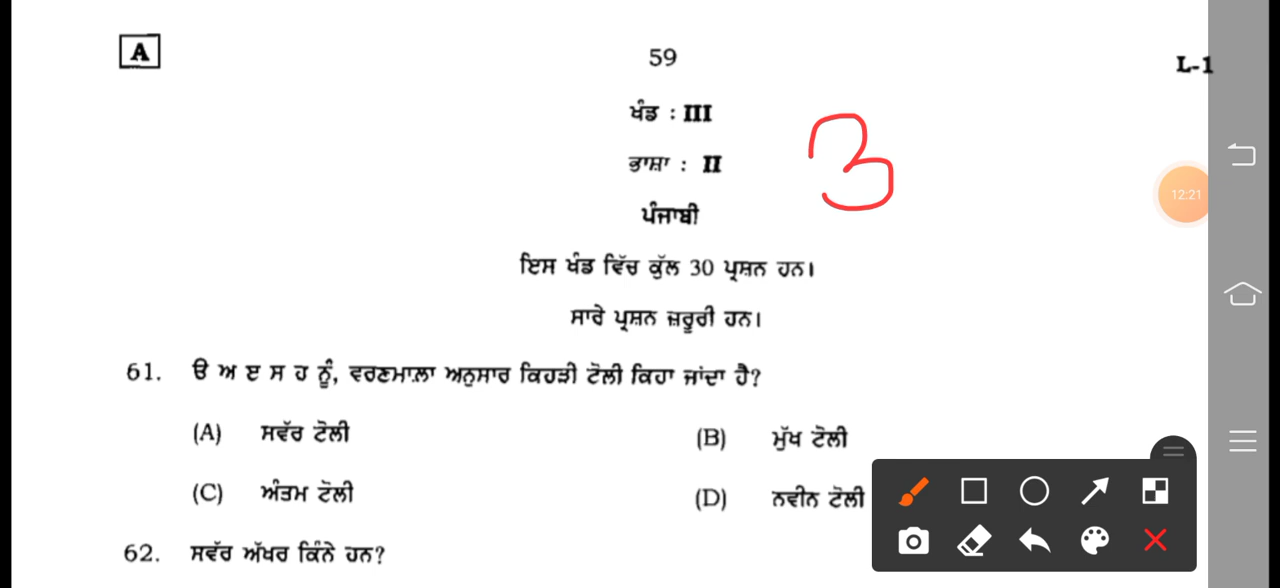 A 59 L-1
ਖੰਡ : III
3
ਭਾਸ਼ਾ : II
12:21
ਪੰਜਾਬੀ
ਇਸ ਖੰਡ ਵਿੱਚ ਕੁੱਲ 30 ਪ੍ਰਸ਼ਨ ਹਨ।
ਸਾਰੇ ਪ੍ਰਸ਼ਨ ਜ਼ਰੂਰੀ ਹਨ।
61. ੳ ਅ ੲ ਸ ਹ ਨੂੰ, ਵਰਣਮਾਲਾ ਅਨੁਸਾਰ ਕਿਹੜੀ ਟੋਲੀ ਕਿਹਾ ਜਾਂਦਾ ਹੈ?
(A) ਸਵੱਰ ਟੋਲੀ (B) ਮੁੱਖ ਟੋਲੀ
(C) ਅੰਤਮ ਟੋਲੀ (D) ਨਵੀਨ ਟੋਲੀ
62. ਸਵੱਰ ਅੱਖਰ ਕਿੰਨੇ ਹਨ?